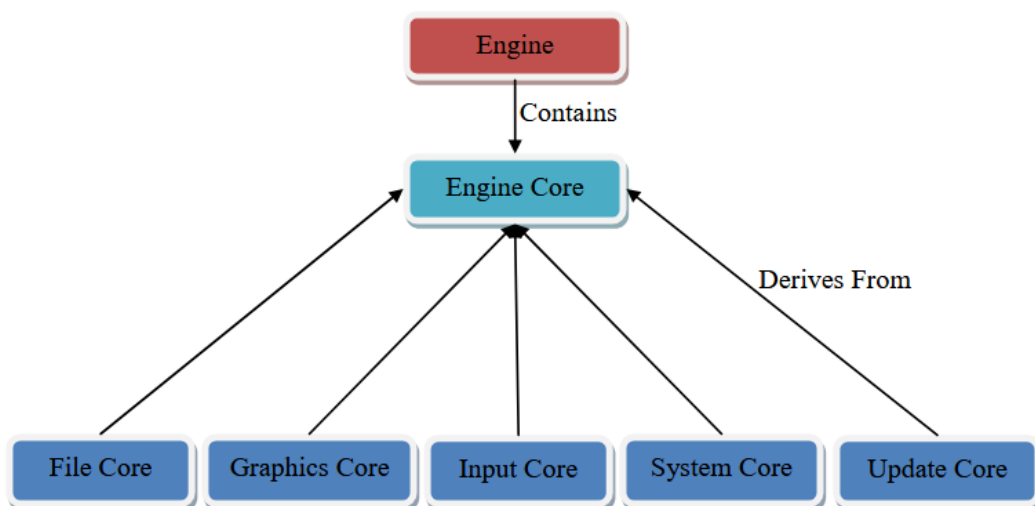 Engine
Contains
Engine Core
Derives From
File Core
Graphics Core
Input Core
System Core
Update Core